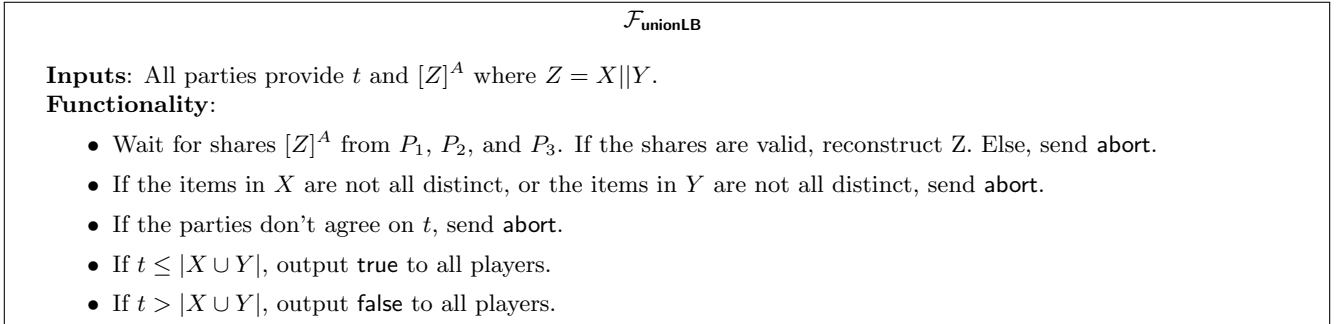 F_unionLB
Inputs: All parties provide t and [Z]^A where Z = X||Y.
Functionality:
• Wait for shares [Z]^A from P_1, P_2, and P_3. If the shares are valid, reconstruct Z. Else, send abort.
• If the items in X are not all distinct, or the items in Y are not all distinct, send abort.
• If the parties don't agree on t, send abort.
• If t ≤ |X ∪ Y|, output true to all players.
• If t > |X ∪ Y|, output false to all players.